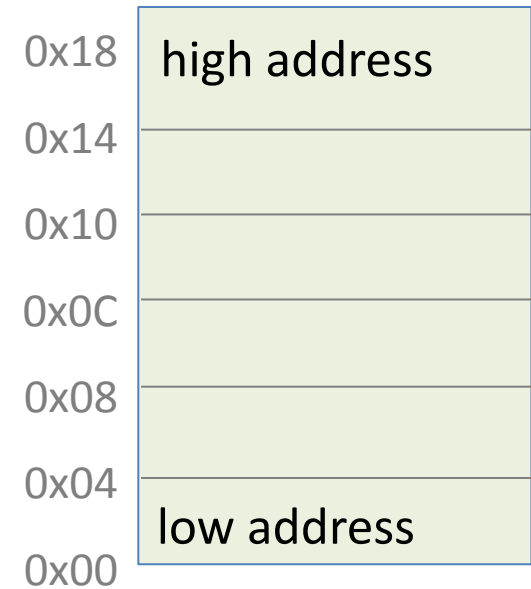 0x18 high address
0x14
0x10
0x0C
0x08
0x04
low address
0x00